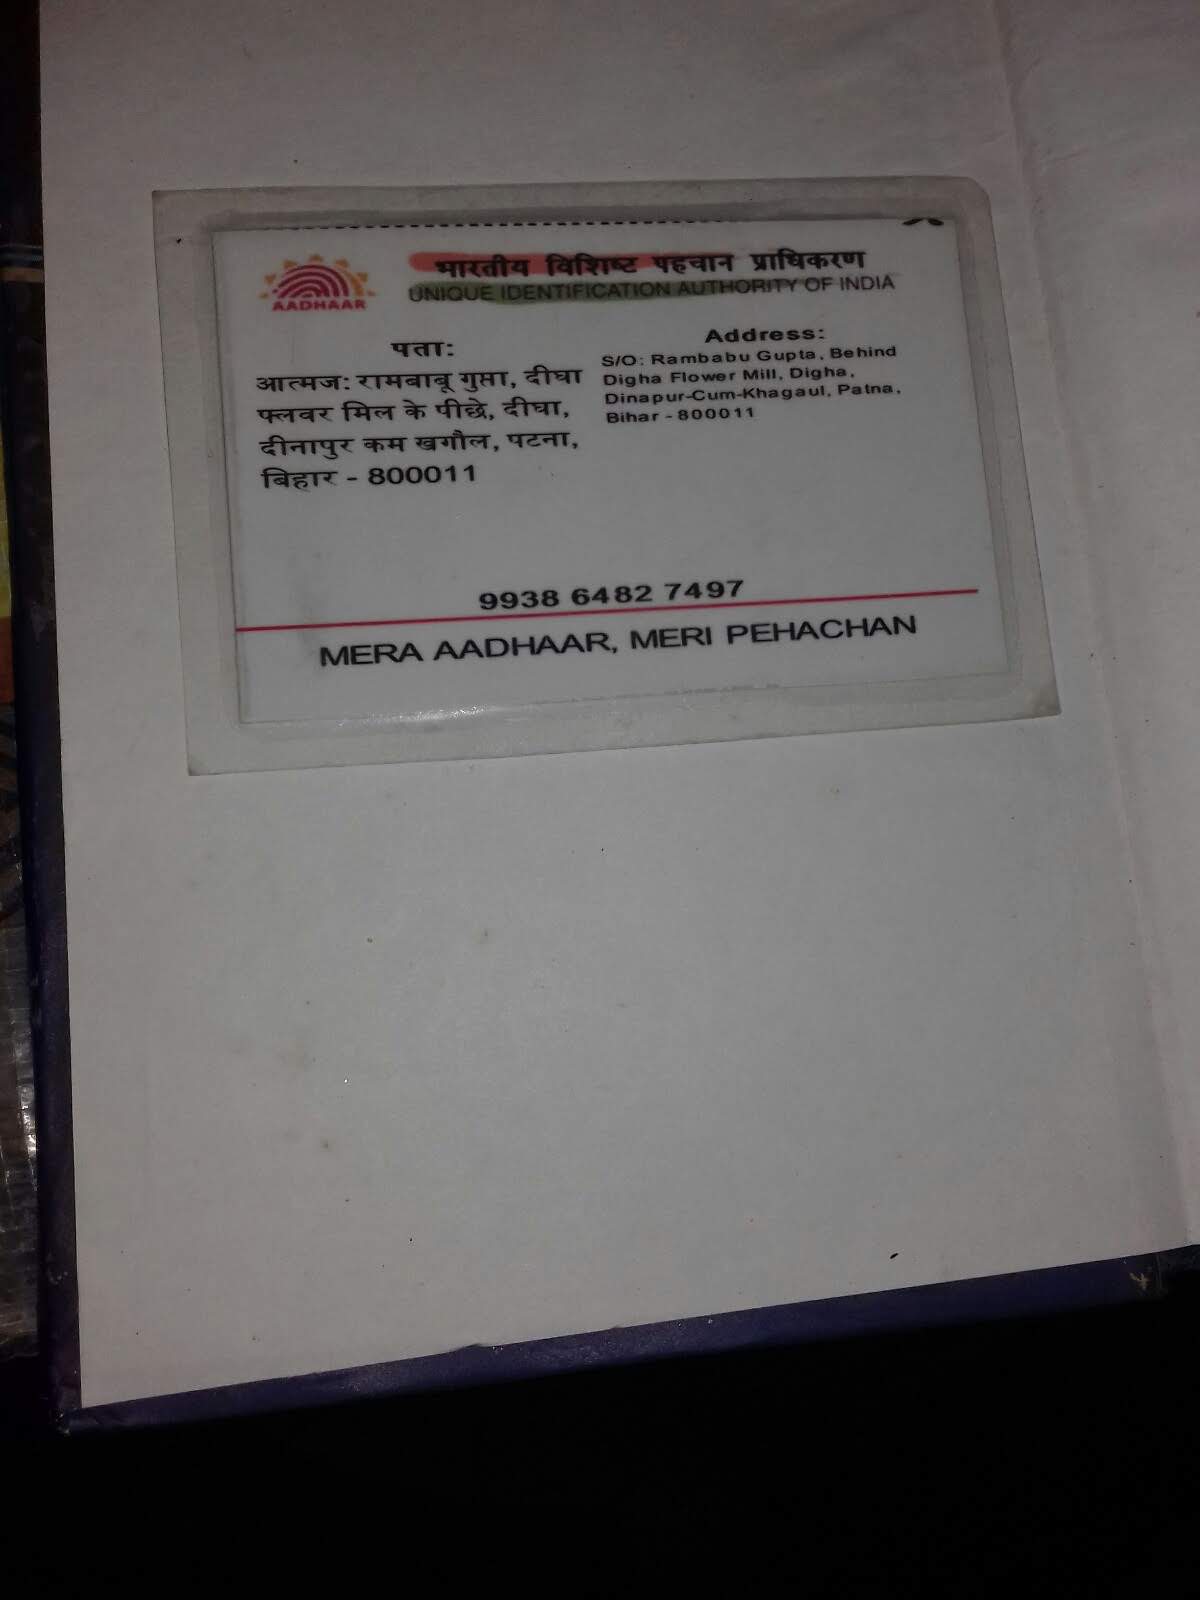 भारतीय विशिष्ट पहचान प्राधिकरण
UNIQUE IDENTIFICATION AUTHORITY OF INDIA
AADHAAR
पता:
आत्मज: रामबाबू गुप्ता, दीघा
फ्लवर मिल के पीछे, दीघा,
दीनापुर कम खगौल, पटना,
बिहार - 800011
Address:
S/O: Rambabu Gupta, Behind
Digha Flower Mill, Digha,
Dinapur-Cum-Khagaul, Patna,
Bihar - 800011
9938 6482 7497
MERA AADHAAR, MERI PEHACHAN